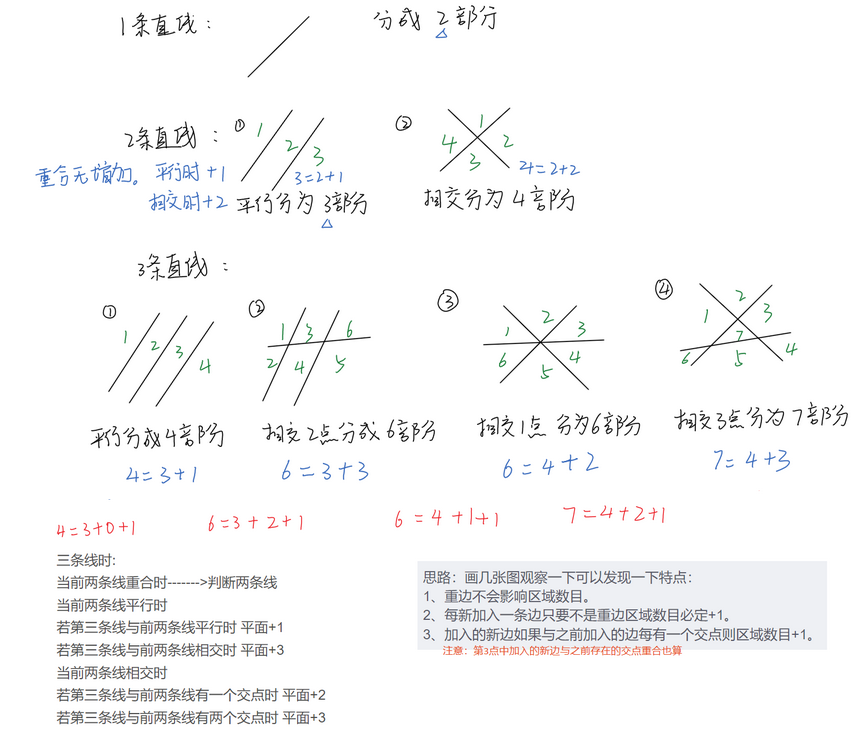 1条直线： 分成 2部分
2条直线： ① 1 2 3 ② 1 2 3 4
重合无增加。 平行时+1 3=2+1 4=2+2
相交时+2 平行分为 3部分 相交分为 4部分
3条直线：
① ② ③ ④
1 2 3 4 1 3 6 2 4 5 1 2 3 6 5 4 1 2 3 7 6 5 4
平行分成4部分 相交2点分成6部分 相交1点 分为6部分 相交3点分为7部分
4=3+1 6=3+3 6=4+2 7=4+3
4=3+0+1 6=3+2+1 6=4+1+1 7=4+2+1
三条线时:
当前两条线重合时------->判断两条线
当前两条线平行时
若第三条线与前两条线平行时 平面+1
若第三条线与前两条线相交时 平面+3
当前两条线相交时
若第三条线与前两条线有一个交点时 平面+2
若第三条线与前两条线有两个交点时 平面+3
思路：画几张图观察一下可以发现一下特点：
1、重边不会影响区域数目。
2、每新加入一条边只要不是重边区域数目必定+1。
3、加入的新边如果与之前加入的边每有一个交点则区域数目+1。
注意：第3点中加入的新边与之前存在的交点重合也算